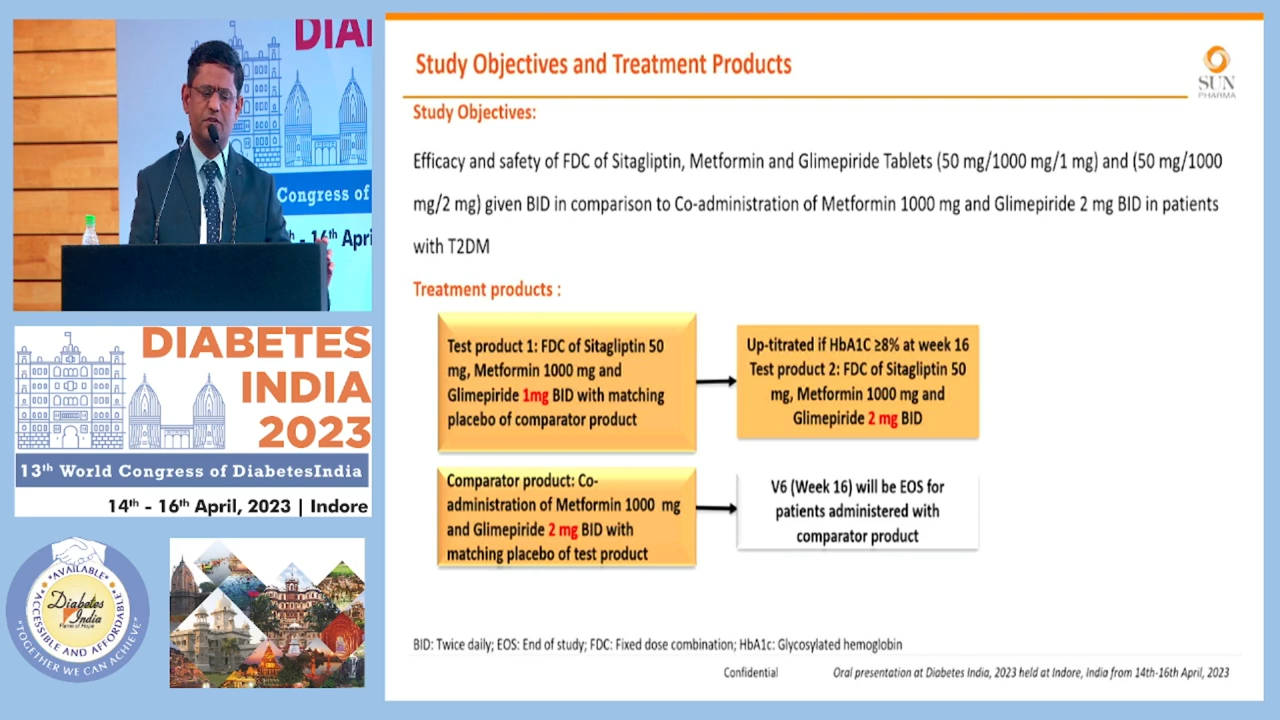 DIA
Congress of
- 16th Apri
DIABETES
INDIA
2023
13th World Congress of DiabetesIndia
14th - 16th April, 2023 | Indore
*AVAILABLE*
ACCESSIBLE AND AFFORDABLE
Diabetes
India
"TOGETHER WE CAN ACHIEVE"
Study Objectives and Treatment Products
SUN
PHARMA
Study Objectives:
Efficacy and safety of FDC of Sitagliptin, Metformin and Glimepiride Tablets (50 mg/1000 mg/1 mg) and (50 mg/1000
mg/2 mg) given BID in comparison to Co-administration of Metformin 1000 mg and Glimepiride 2 mg BID in patients
with T2DM
Treatment products :
Test product 1: FDC of Sitagliptin 50
mg, Metformin 1000 mg and
Glimepiride 1mg BID with matching
placebo of comparator product
Up-titrated if HbA1C ≥8% at week 16
Test product 2: FDC of Sitagliptin 50
mg, Metformin 1000 mg and
Glimepiride 2 mg BID
Comparator product: Co-
administration of Metformin 1000 mg
and Glimepiride 2 mg BID with
matching placebo of test product
V6 (Week 16) will be EOS for
patients administered with
comparator product
BID: Twice daily; EOS: End of study; FDC: Fixed dose combination; HbA1c: Glycosylated hemoglobin
Confidential
Oral presentation at Diabetes India, 2023 held at Indore, India from 14th-16th April, 2023